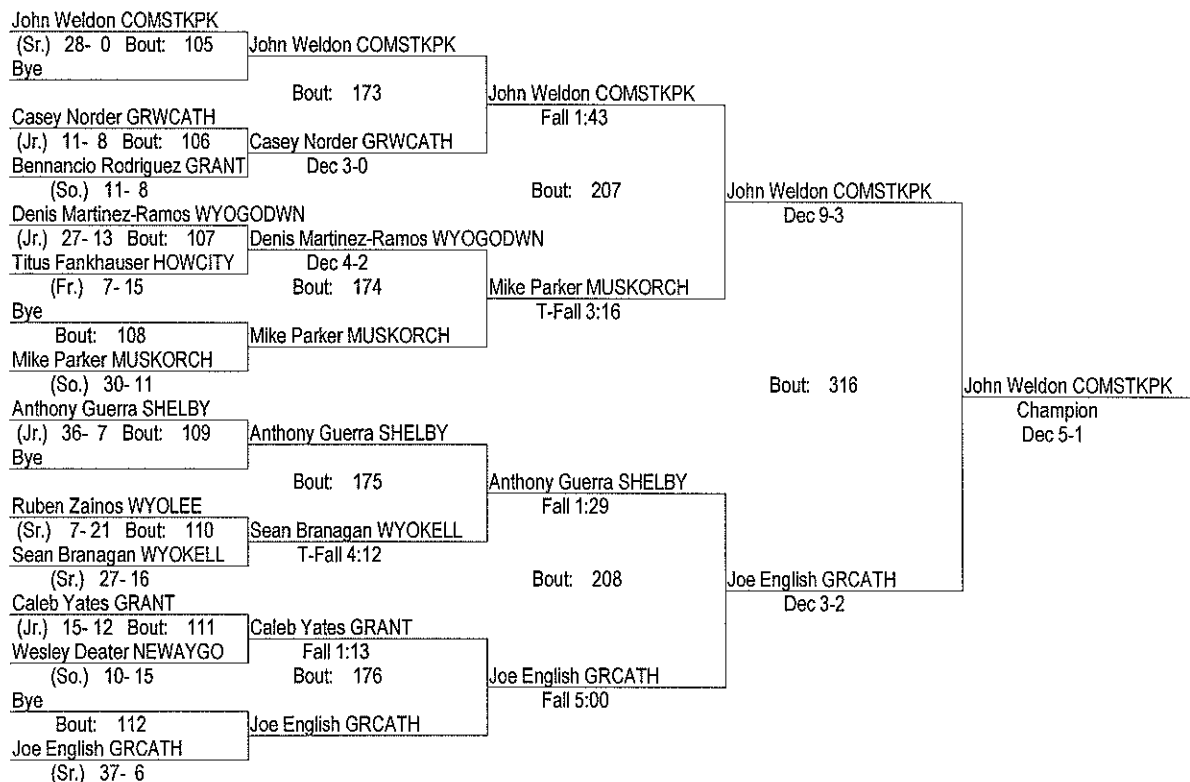 John Weldon COMSTKPK
(Sr.) 28- 0 Bout: 105
Bye
Casey Norder GRWCATH
(Jr.) 11- 8 Bout: 106
Bennancio Rodriguez GRANT
(So.) 11- 8
Denis Martinez-Ramos WYOGODWN
(Jr.) 27- 13 Bout: 107
Titus Fankhauser HOWCITY
(Fr.) 7- 15
Bye
Bout: 108
Mike Parker MUSKORCH
(So.) 30- 11
Anthony Guerra SHELBY
(Jr.) 36- 7 Bout: 109
Bye
Ruben Zainos WYOLEE
(Sr.) 7- 21 Bout: 110
Sean Branagan WYOKELL
(Sr.) 27- 16
Caleb Yates GRANT
(Jr.) 15- 12 Bout: 111
Wesley Deater NEWAYGO
(So.) 10- 15
Bye
Bout: 112
Joe English GRCATH
(Sr.) 37- 6
John Weldon COMSTKPK
Bout: 173
Casey Norder GRWCATH
Dec 3-0
Denis Martinez-Ramos WYOGODWN
Dec 4-2
Bout: 174
Mike Parker MUSKORCH
Anthony Guerra SHELBY
Bout: 175
Sean Branagan WYOKELL
T-Fall 4:12
Caleb Yates GRANT
Fall 1:13
Bout: 176
Joe English GRCATH
John Weldon COMSTKPK
Fall 1:43
Bout: 207
Mike Parker MUSKORCH
T-Fall 3:16
Anthony Guerra SHELBY
Fall 1:29
Bout: 208
Joe English GRCATH
Fall 5:00
John Weldon COMSTKPK
Dec 9-3
Bout: 316
Joe English GRCATH
Dec 3-2
John Weldon COMSTKPK
Champion
Dec 5-1